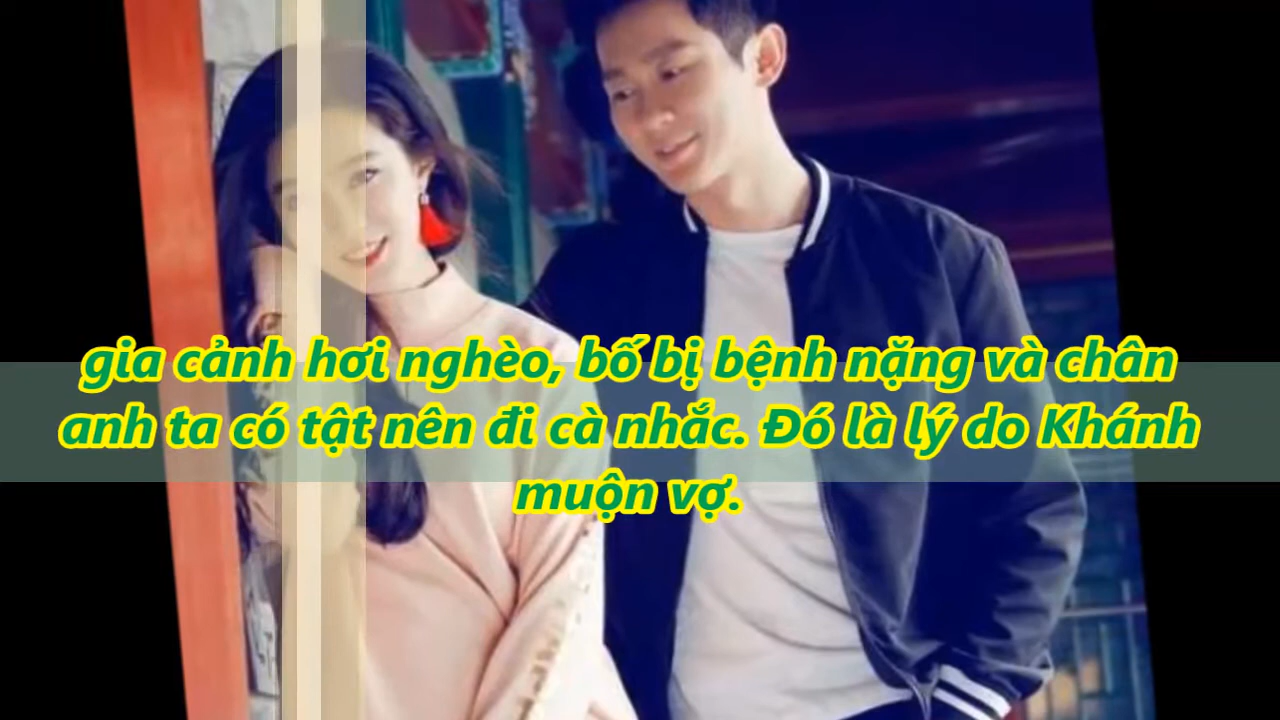 gia cảnh hơi nghèo, bố bị bệnh nặng và chân
anh ta có tật nên đi cà nhắc. Đó là lý do Khánh
muộn vợ.